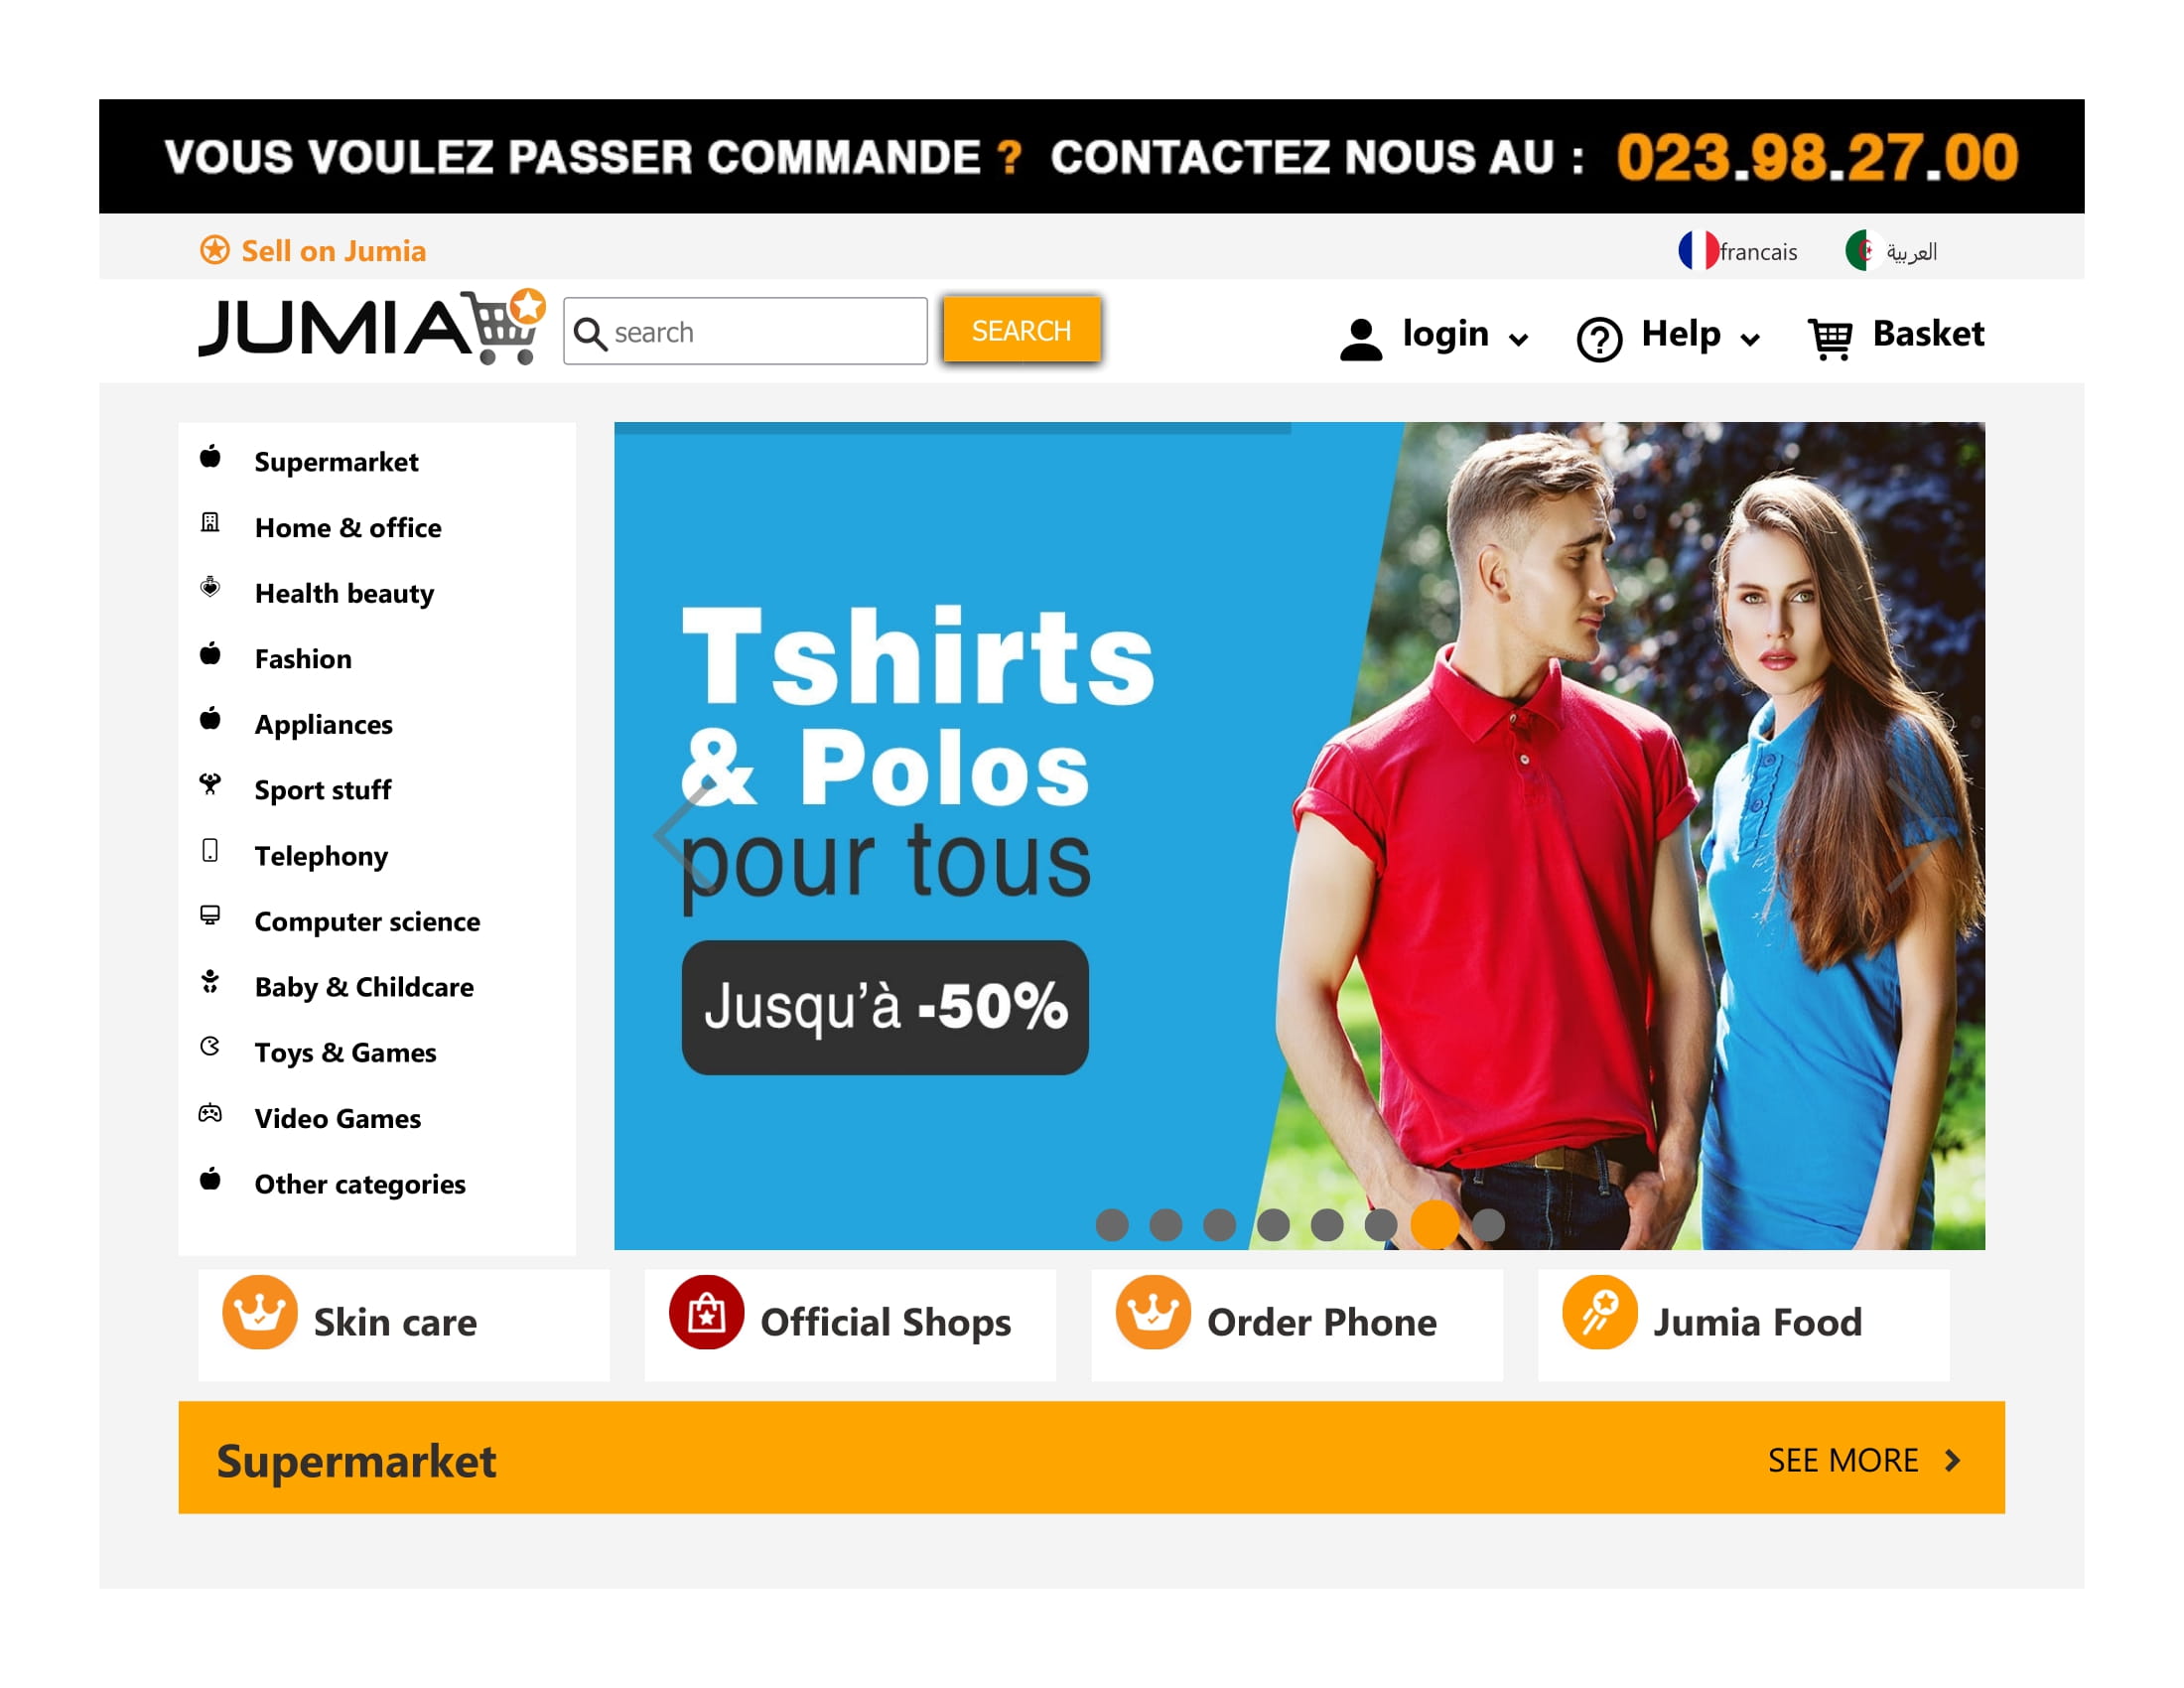 VOUS VOULEZ PASSER COMMANDE ? CONTACTEZ NOUS AU : 023.98.27.00
Sell on Jumia
francais
العربية
JUMIA
search
SEARCH
login
Help
Basket
Supermarket
Home & office
Health beauty
Fashion
Appliances
Sport stuff
Telephony
Computer science
Baby & Childcare
Toys & Games
Video Games
Other categories
Tshirts
& Polos
pour tous
Jusqu'à -50%
Skin care
Official Shops
Order Phone
Jumia Food
Supermarket
SEE MORE